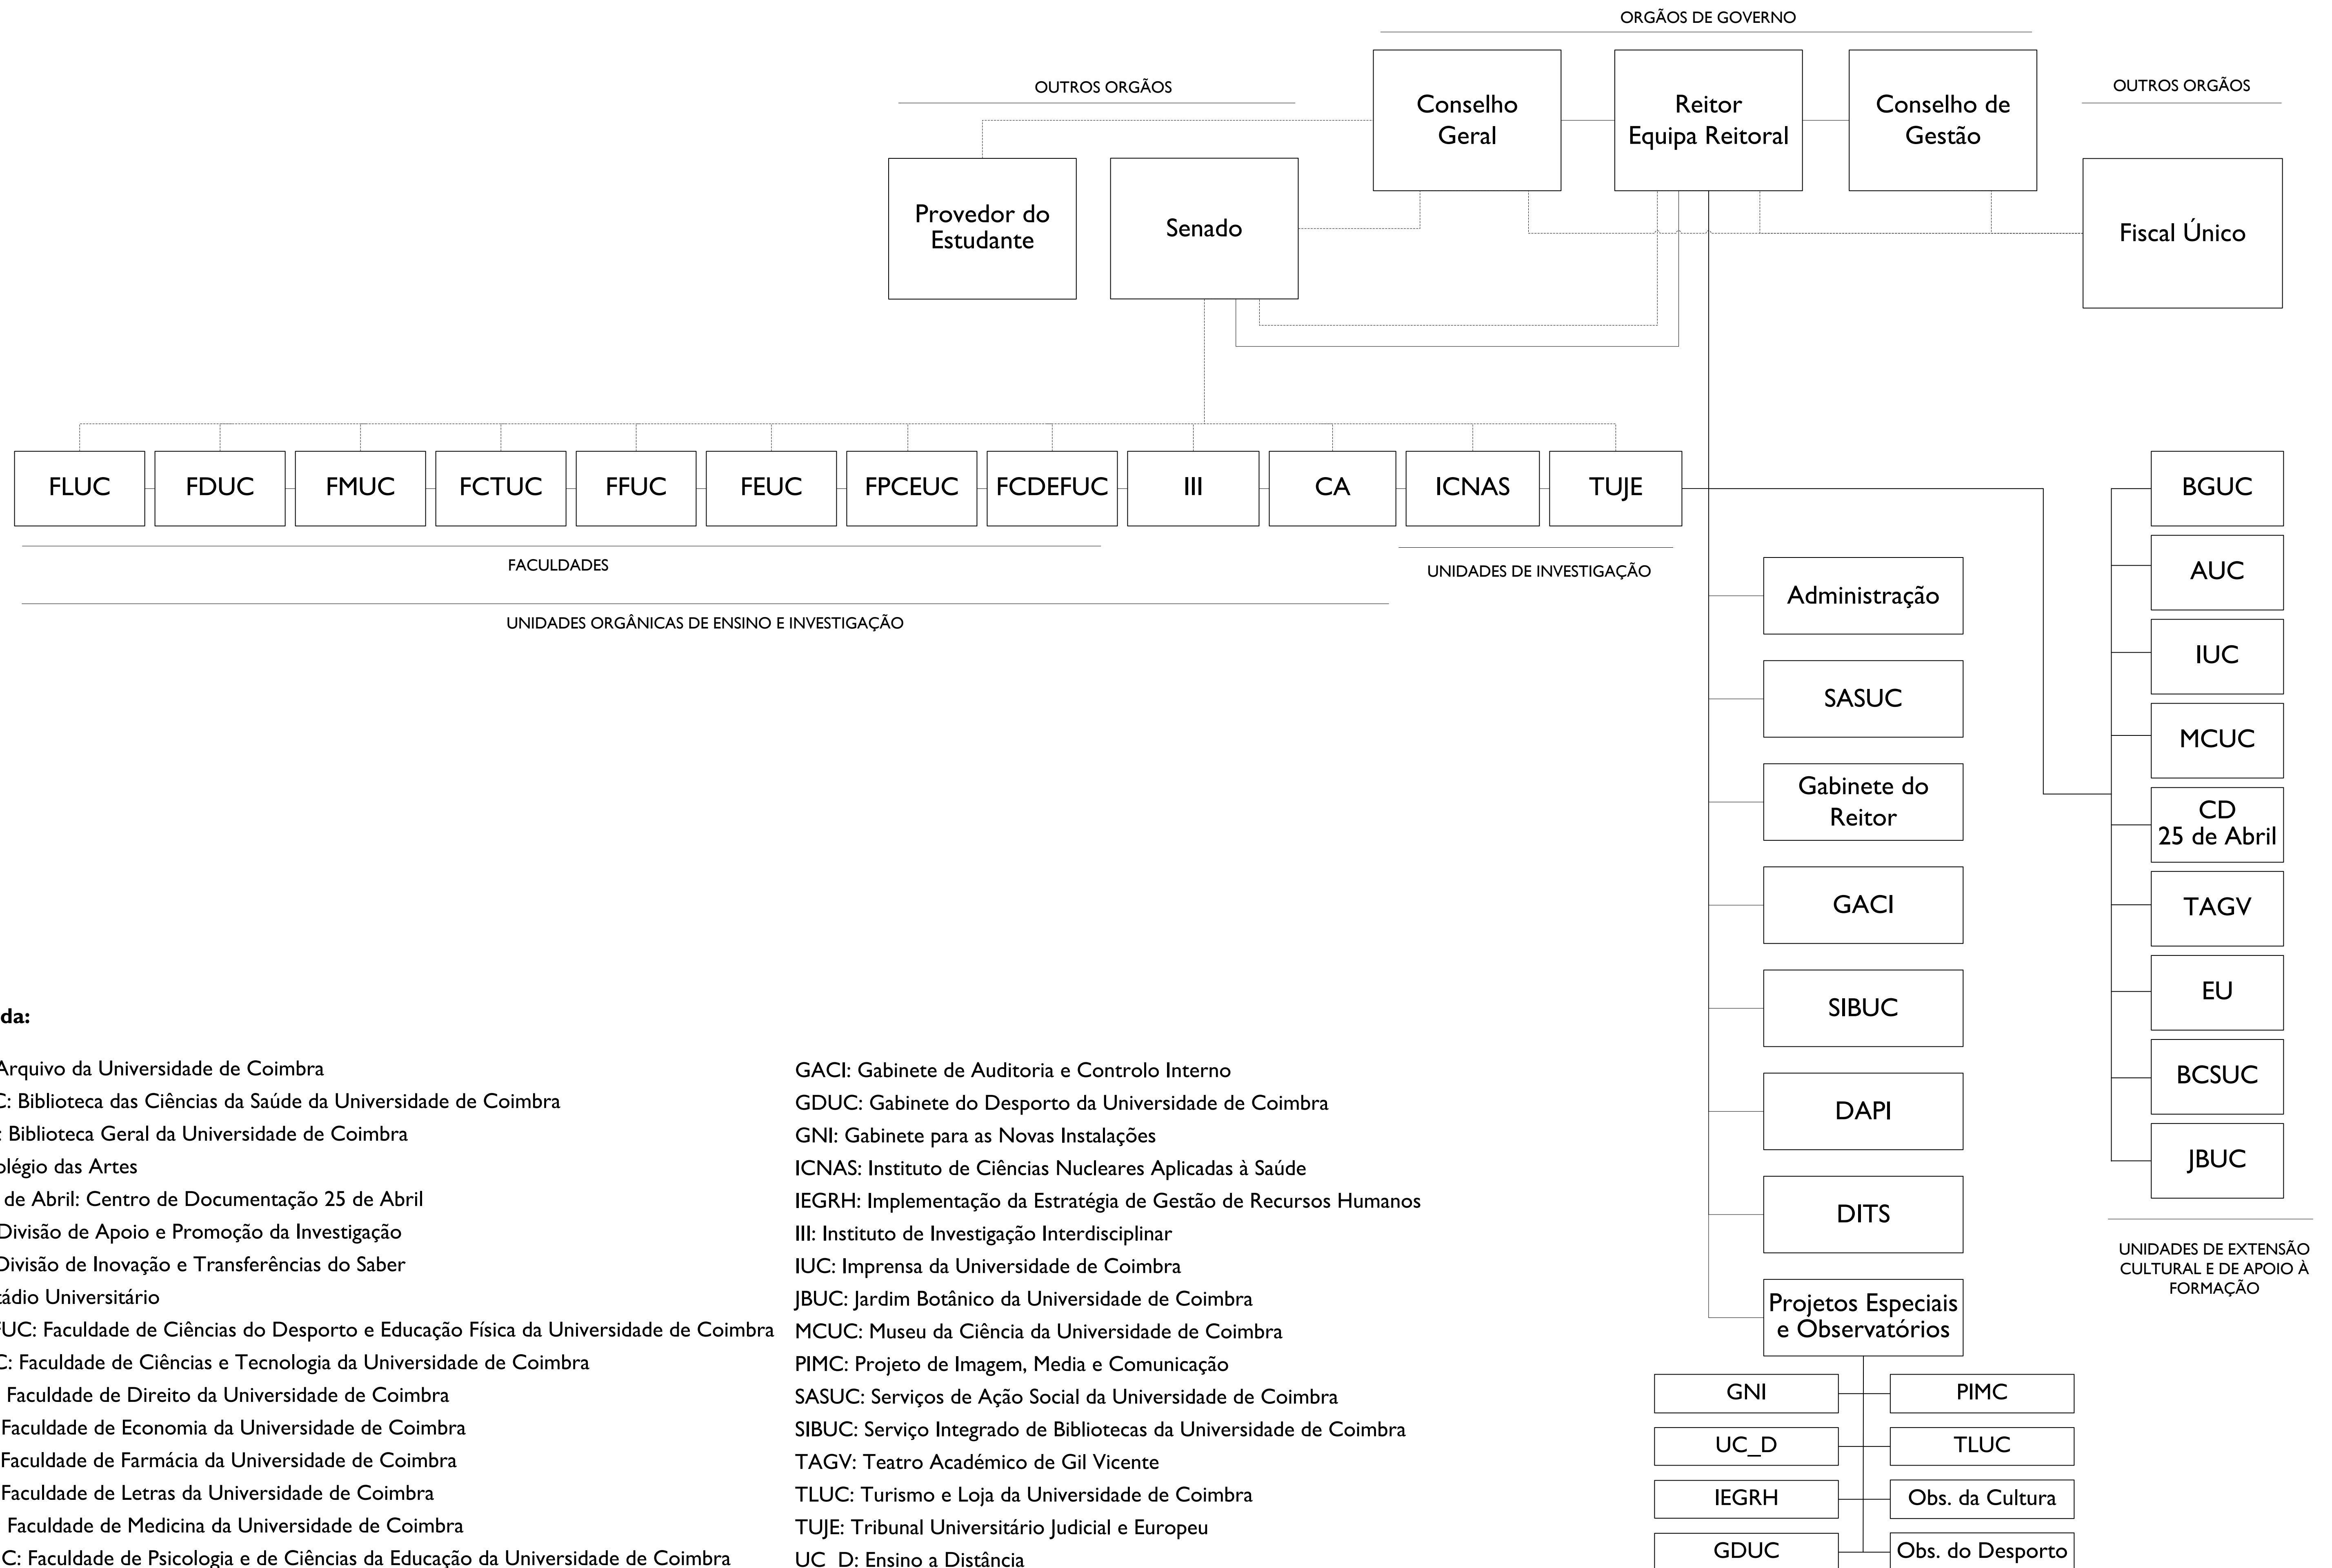 ORGÃOS DE GOVERNO
OUTROS ORGÃOS
OUTROS ORGÃOS
Conselho
Geral
Reitor
Equipa Reitoral
Conselho de
Gestão
Provedor do
Estudante
Senado
Fiscal Único
FLUC
FDUC
FMUC
FCTUC
FFUC
FEUC
FPCEUC
FCDEFUC
III
CA
ICNAS
TUJE
FACULDADES
UNIDADES DE INVESTIGAÇÃO
UNIDADES ORGÂNICAS DE ENSINO E INVESTIGAÇÃO
Administração
SASUC
Gabinete do
Reitor
GACI
SIBUC
DAPI
DITS
Projetos Especiais
e Observatórios
GNI
PIMC
UC_D
TLUC
IEGRH
Obs. da Cultura
GDUC
Obs. do Desporto
BGUC
AUC
IUC
MCUC
CD
25 de Abril
TAGV
EU
BCSUC
JBUC
UNIDADES DE EXTENSÃO
CULTURAL E DE APOIO À
FORMAÇÃO
da:
Arquivo da Universidade de Coimbra
C: Biblioteca das Ciências da Saúde da Universidade de Coimbra
: Biblioteca Geral da Universidade de Coimbra
olégio das Artes
de Abril: Centro de Documentação 25 de Abril
Divisão de Apoio e Promoção da Investigação
Divisão de Inovação e Transferências do Saber
tádio Universitário
FUC: Faculdade de Ciências do Desporto e Educação Física da Universidade de Coimbra
C: Faculdade de Ciências e Tecnologia da Universidade de Coimbra
Faculdade de Direito da Universidade de Coimbra
Faculdade de Economia da Universidade de Coimbra
Faculdade de Farmácia da Universidade de Coimbra
Faculdade de Letras da Universidade de Coimbra
Faculdade de Medicina da Universidade de Coimbra
C: Faculdade de Psicologia e de Ciências da Educação da Universidade de Coimbra
GACI: Gabinete de Auditoria e Controlo Interno
GDUC: Gabinete do Desporto da Universidade de Coimbra
GNI: Gabinete para as Novas Instalações
ICNAS: Instituto de Ciências Nucleares Aplicadas à Saúde
IEGRH: Implementação da Estratégia de Gestão de Recursos Humanos
III: Instituto de Investigação Interdisciplinar
IUC: Imprensa da Universidade de Coimbra
JBUC: Jardim Botânico da Universidade de Coimbra
MCUC: Museu da Ciência da Universidade de Coimbra
PIMC: Projeto de Imagem, Media e Comunicação
SASUC: Serviços de Ação Social da Universidade de Coimbra
SIBUC: Serviço Integrado de Bibliotecas da Universidade de Coimbra
TAGV: Teatro Académico de Gil Vicente
TLUC: Turismo e Loja da Universidade de Coimbra
TUJE: Tribunal Universitário Judicial e Europeu
UC_D: Ensino a Distância